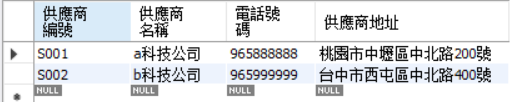 供應商編號 供應商名稱 電話號碼 供應商地址
S001 a科技公司 965888888 桃園市中壢區中北路200號
S002 b科技公司 965999999 台中市西屯區中北路400號
NULL NULL NULL NULL